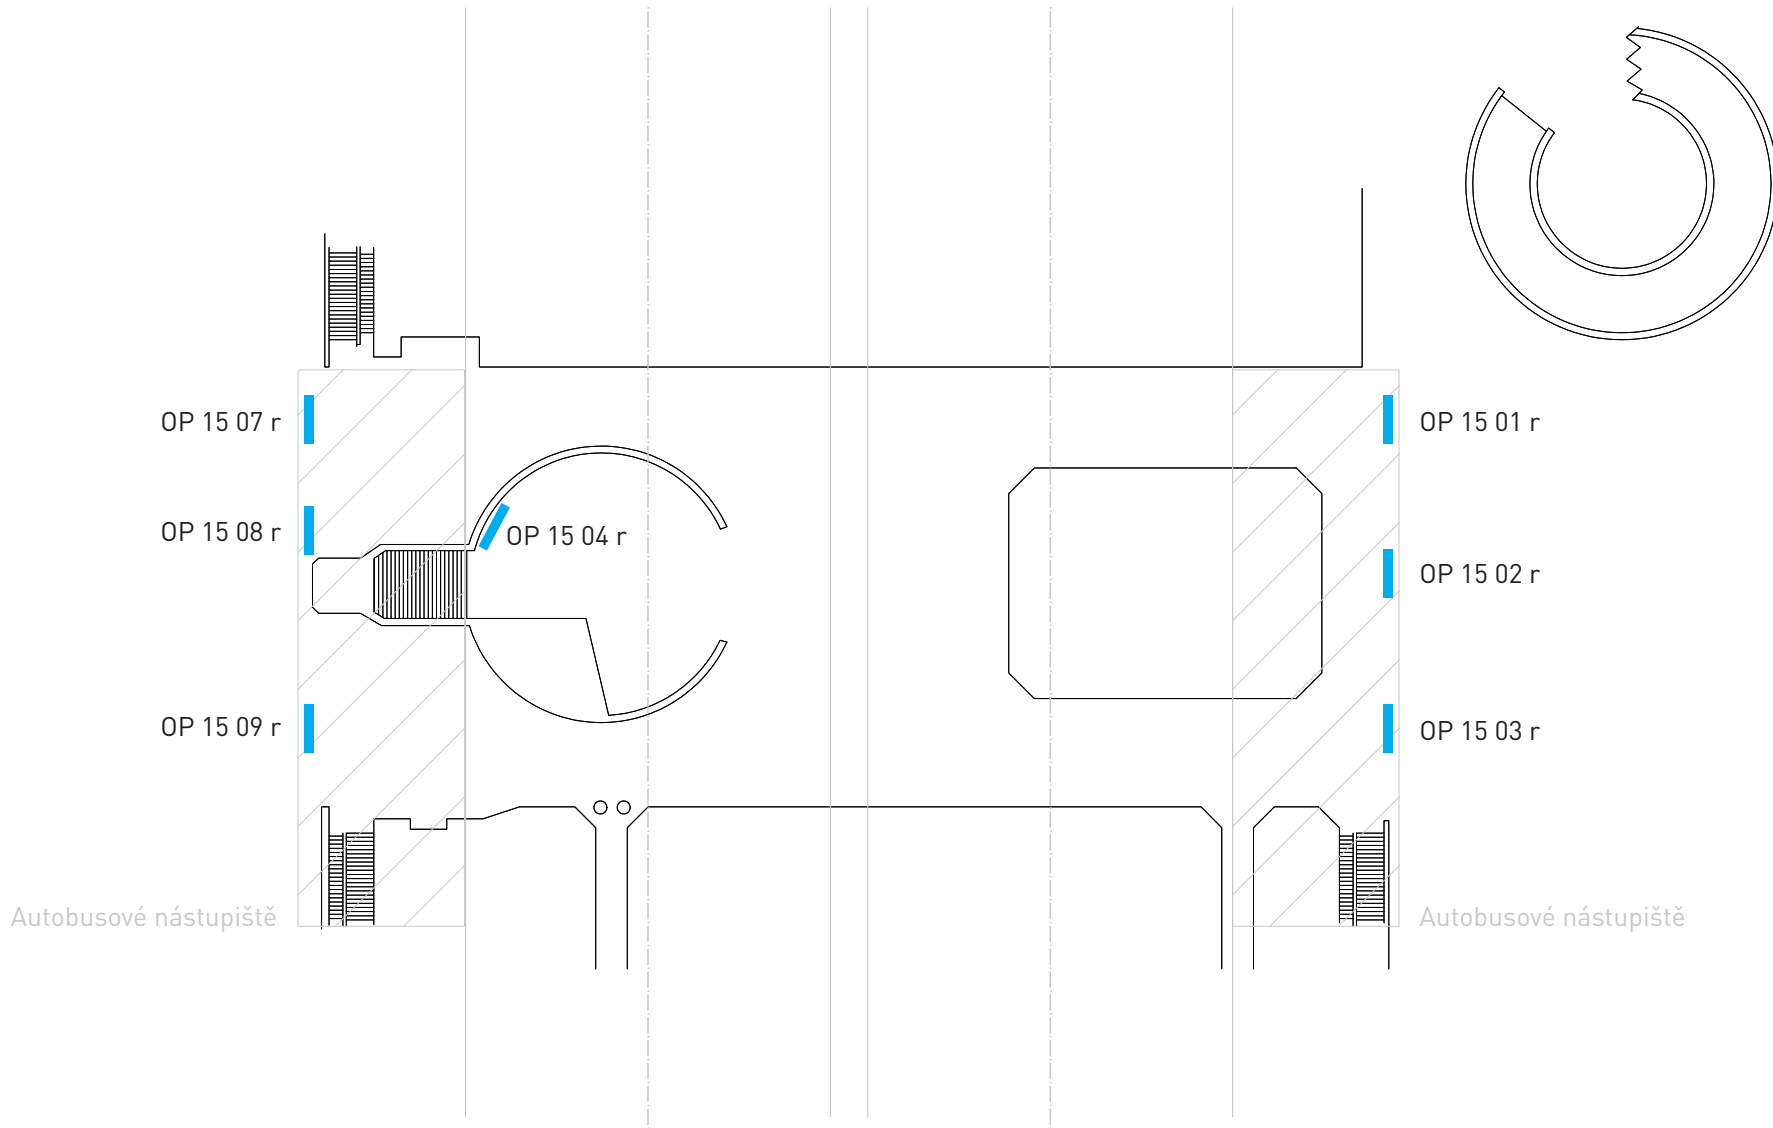 OP 15 07 r
OP 15 01 r
OP 15 08 r
OP 15 04 r
OP 15 02 r
OP 15 09 r
OP 15 03 r
Autobusové nástupiště
Autobusové nástupiště